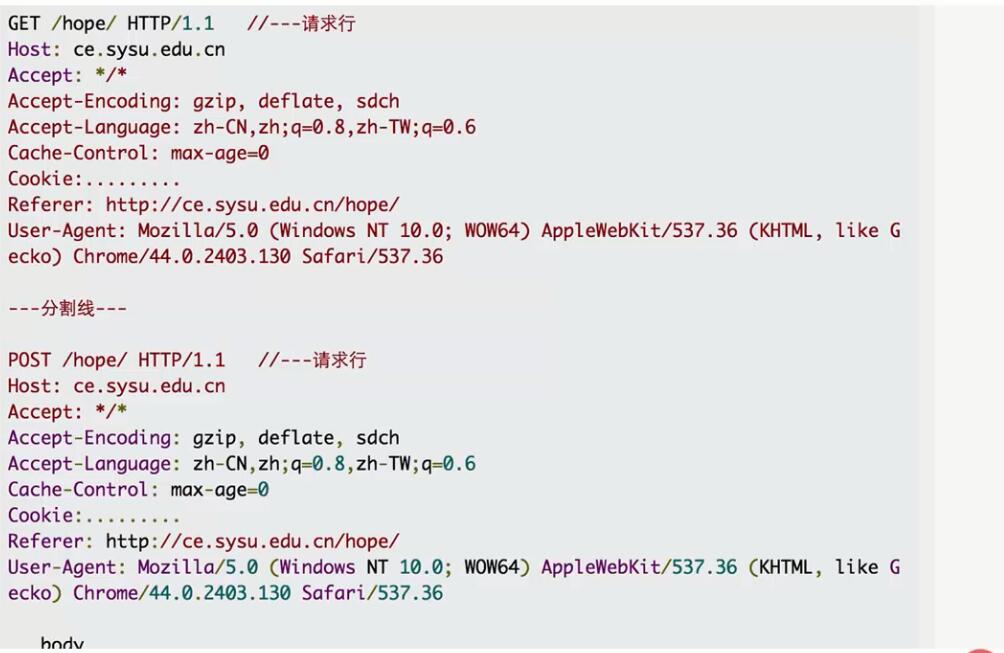 GET /hope/ HTTP/1.1   //---请求行
Host: ce.sysu.edu.cn
Accept: */*
Accept-Encoding: gzip, deflate, sdch
Accept-Language: zh-CN,zh;q=0.8,zh-TW;q=0.6
Cache-Control: max-age=0
Cookie:.........
Referer: http://ce.sysu.edu.cn/hope/
User-Agent: Mozilla/5.0 (Windows NT 10.0; WOW64) AppleWebKit/537.36 (KHTML, like G
ecko) Chrome/44.0.2403.130 Safari/537.36
---分割线---
POST /hope/ HTTP/1.1   //---请求行
Host: ce.sysu.edu.cn
Accept: */*
Accept-Encoding: gzip, deflate, sdch
Accept-Language: zh-CN,zh;q=0.8,zh-TW;q=0.6
Cache-Control: max-age=0
Cookie:.........
Referer: http://ce.sysu.edu.cn/hope/
User-Agent: Mozilla/5.0 (Windows NT 10.0; WOW64) AppleWebKit/537.36 (KHTML, like G
ecko) Chrome/44.0.2403.130 Safari/537.36
body